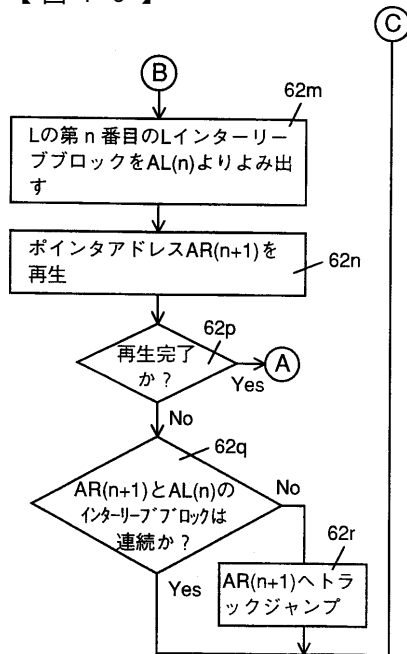 C
B
62m
Lの第n番目のLインターリー
ブブロックをAL(n)よりよみ出
す
ポインタアドレスAR(n+1)を
再生
62n
62p
再生完了
か?
Yes
A
No
62q
AR(n+1)とAL(n)の
インターリーブブロックは
連続か?
No
62r
Yes
AR(n+1)へトラ
ックジャンプ